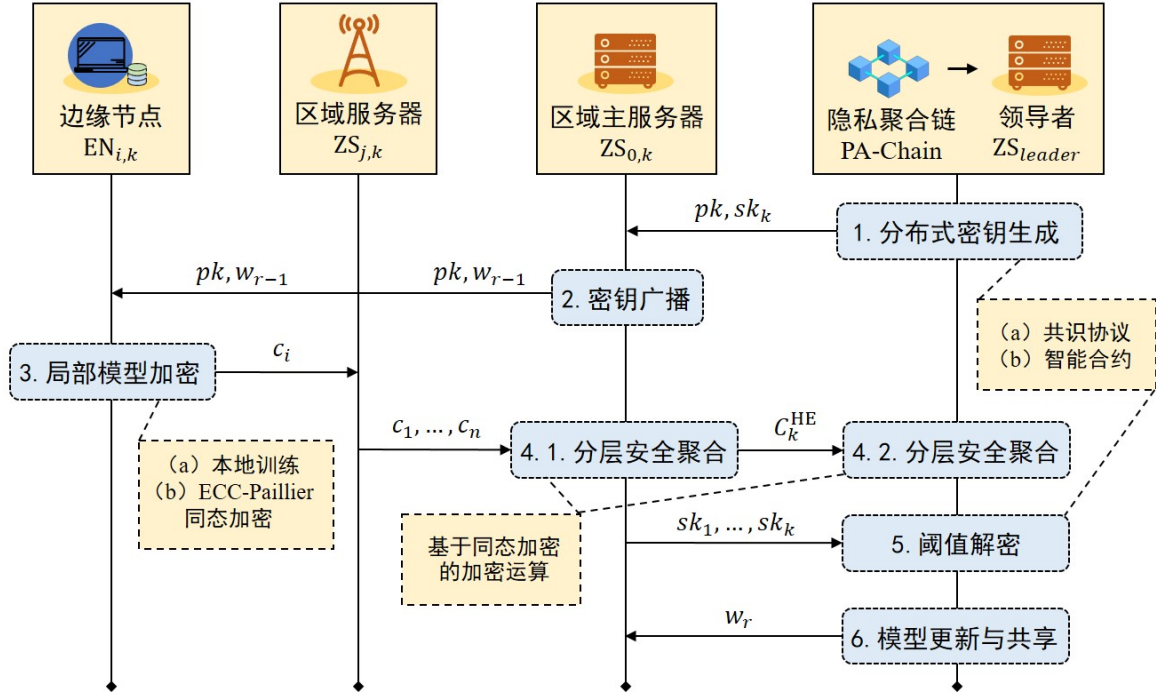 边缘节点
EN_{i,k}
区域服务器
ZS_{j,k}
区域主服务器
ZS_{0,k}
隐私聚合链
PA-Chain
领导者
ZS_{leader}
pk, sk_k
1. 分布式密钥生成
pk, w_{r-1}
pk, w_{r-1}
2. 密钥广播
(a) 共识协议
(b) 智能合约
3. 局部模型加密
c_i
(a) 本地训练
(b) ECC-Paillier
同态加密
c_1, …, c_n
4.1. 分层安全聚合
C_k^{HE}
4.2. 分层安全聚合
基于同态加密
的加密运算
sk_1, …, sk_k
5. 阈值解密
w_r
6. 模型更新与共享